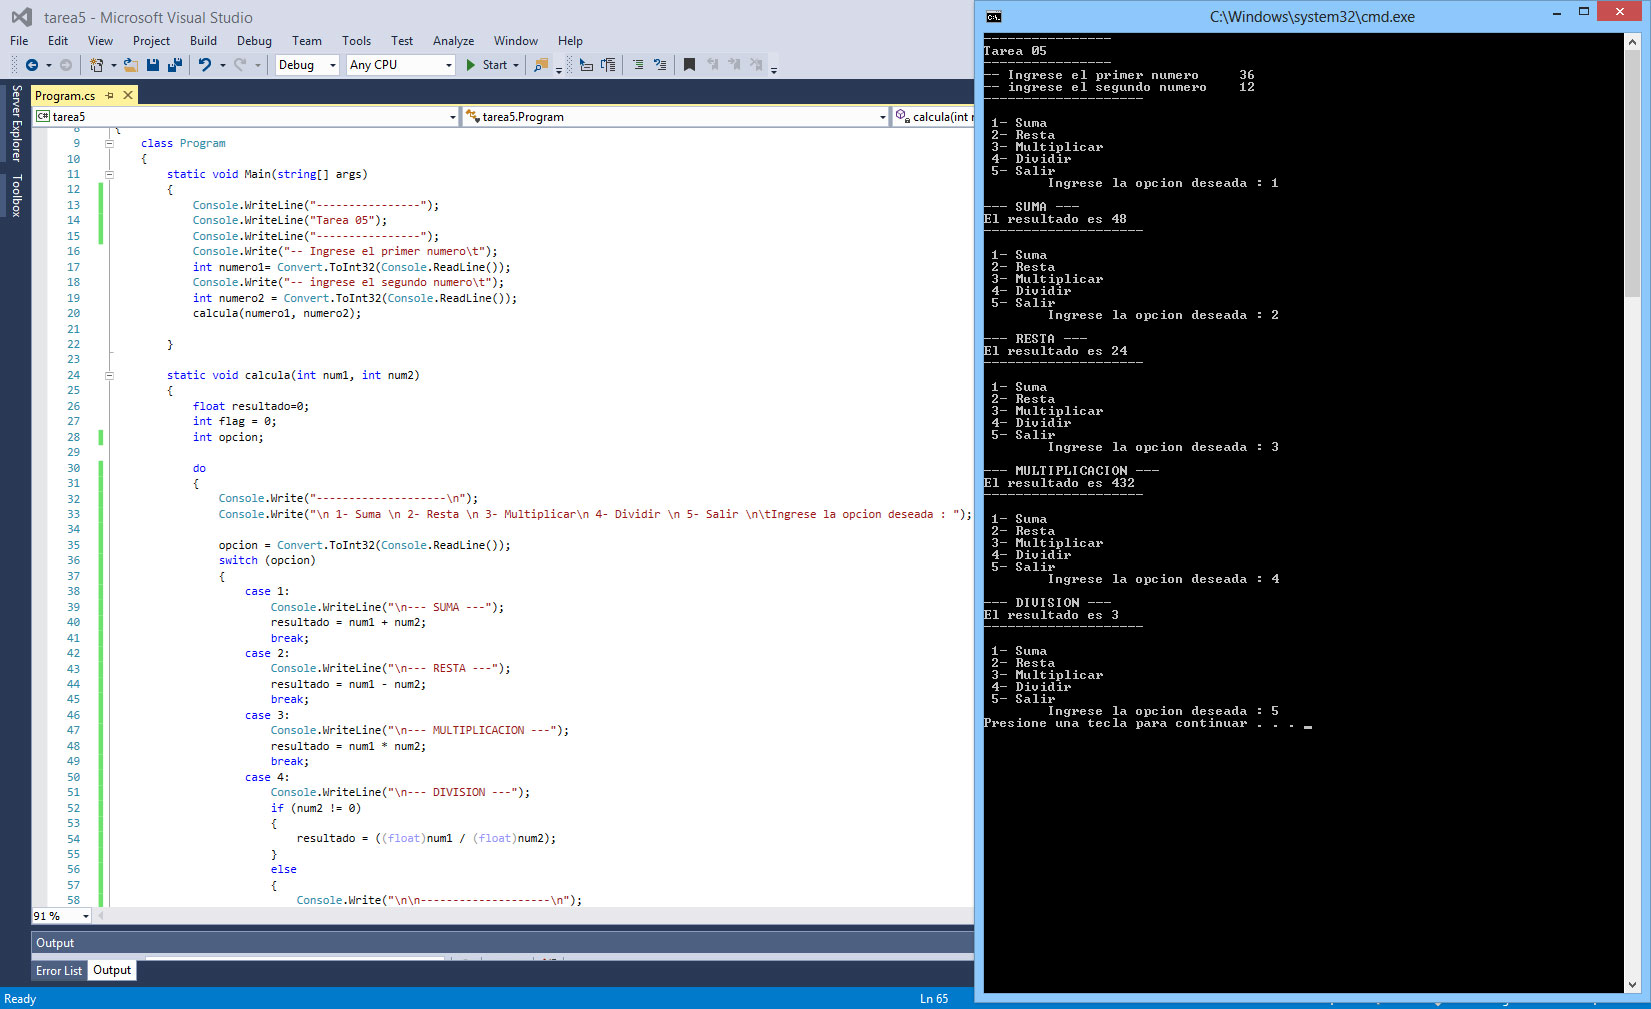 tarea5 - Microsoft Visual Studio
File Edit View Project Build Debug Team Tools Test Analyze Window Help
Debug Any CPU Start
Server Explorer
Toolbox
Program.cs
C# tarea5 tarea5.Program calcula(int
8 {
9 class Program
10 {
11 static void Main(string[] args)
12 {
13 Console.WriteLine("----------------");
14 Console.WriteLine("Tarea 05");
15 Console.WriteLine("----------------");
16 Console.Write("-- Ingrese el primer numero\t");
17 int numero1= Convert.ToInt32(Console.ReadLine());
18 Console.Write("-- ingrese el segundo numero\t");
19 int numero2 = Convert.ToInt32(Console.ReadLine());
20 calcula(numero1, numero2);
21
22 }
23
24 static void calcula(int num1, int num2)
25 {
26 float resultado=0;
27 int flag = 0;
28 int opcion;
29
30 do
31 {
32 Console.Write("--------------------\n");
33 Console.Write("\n 1- Suma \n 2- Resta \n 3- Multiplicar\n 4- Dividir \n 5- Salir \n\tIngrese la opcion deseada : ");
34
35 opcion = Convert.ToInt32(Console.ReadLine());
36 switch (opcion)
37 {
38 case 1:
39 Console.WriteLine("\n--- SUMA ---");
40 resultado = num1 + num2;
41 break;
42 case 2:
43 Console.WriteLine("\n--- RESTA ---");
44 resultado = num1 - num2;
45 break;
46 case 3:
47 Console.WriteLine("\n--- MULTIPLICACION ---");
48 resultado = num1 * num2;
49 break;
50 case 4:
51 Console.WriteLine("\n--- DIVISION ---");
52 if (num2 != 0)
53 {
54 resultado = ((float)num1 / (float)num2);
55 }
56 else
57 {
58 Console.Write("\n\n--------------------\n");
91 %
Output
Error List Output
Ready Ln 65
C:\Windows\system32\cmd.exe
----------------
Tarea 05
----------------
-- Ingrese el primer numero 36
-- ingrese el segundo numero 12
--------------------
1- Suma
2- Resta
3- Multiplicar
4- Dividir
5- Salir
Ingrese la opcion deseada : 1
--- SUMA ---
El resultado es 48
--------------------
1- Suma
2- Resta
3- Multiplicar
4- Dividir
5- Salir
Ingrese la opcion deseada : 2
--- RESTA ---
El resultado es 24
--------------------
1- Suma
2- Resta
3- Multiplicar
4- Dividir
5- Salir
Ingrese la opcion deseada : 3
--- MULTIPLICACION ---
El resultado es 432
--------------------
1- Suma
2- Resta
3- Multiplicar
4- Dividir
5- Salir
Ingrese la opcion deseada : 4
--- DIVISION ---
El resultado es 3
--------------------
1- Suma
2- Resta
3- Multiplicar
4- Dividir
5- Salir
Ingrese la opcion deseada : 5
Presione una tecla para continuar . . . _